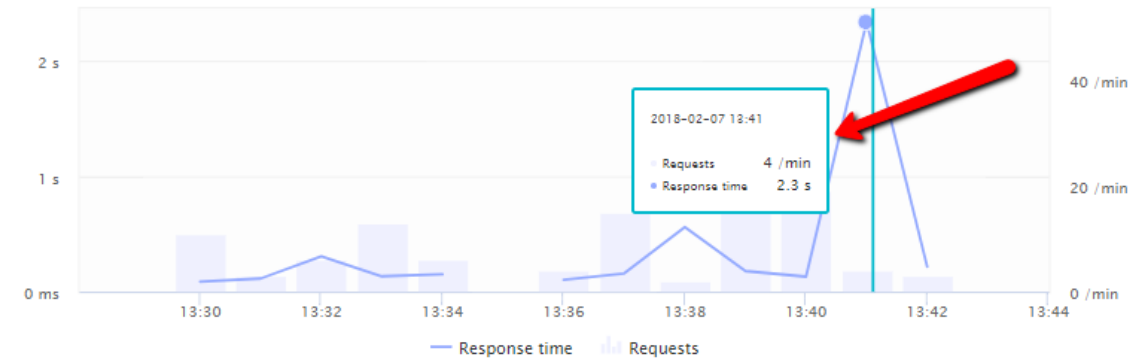 2 s
1 s
0 ms
40 /min
20 /min
0 /min
2018-02-07 13:41
Requests 4 /min
Response time 2.3 s
13:30 13:32 13:34 13:36 13:38 13:40 13:42 13:44
Response time Requests